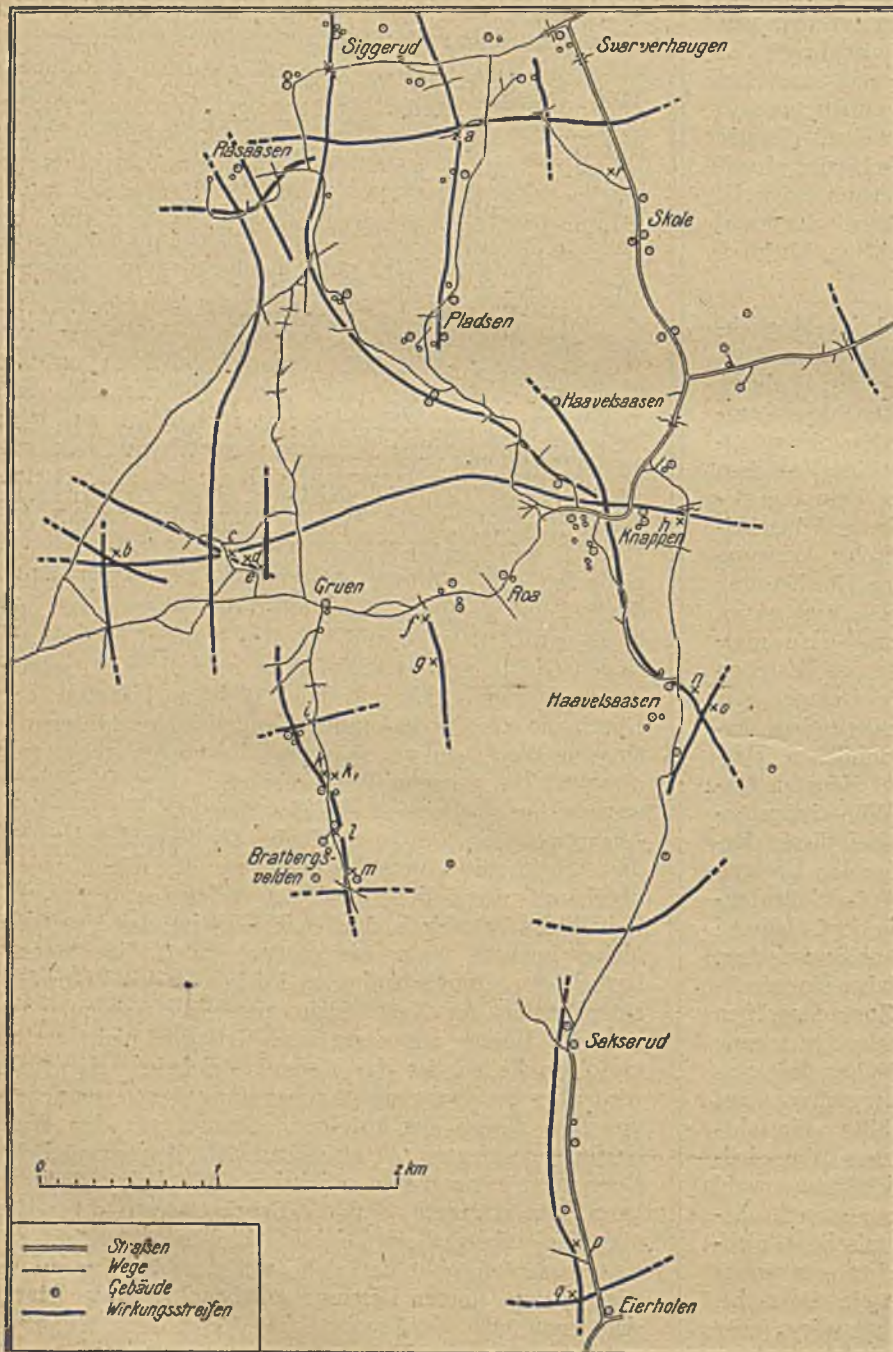 Siggerud
Svarverhaugen
a
Råsaasen
r
Skole
Pladsen
Haavelsaasen
s
h
Knappen
c
b
d
e
Gruen
Roa
f
g
n
Haavelsaasen
o
i
k
k₁
l
Bratbergs-
velden
m
Sakserud
0 1 2 km
p
q
Eierholen
Straßen
Wege
Gebäude
Wirkungsstreifen